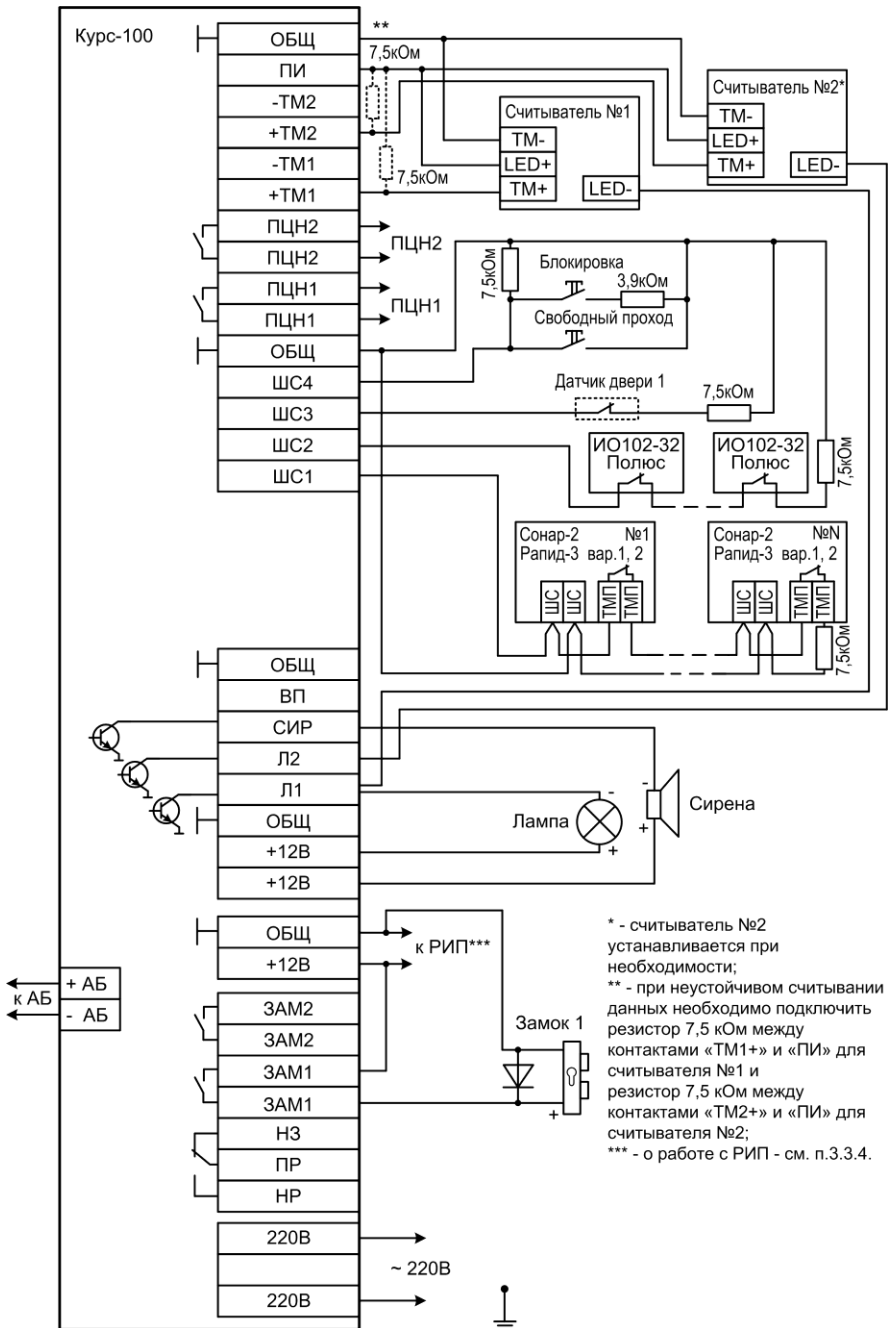 Курс-100
ОБЩ
ПИ
-ТМ2
+ТМ2
-ТМ1
+ТМ1
ПЦН2
ПЦН2
ПЦН1
ПЦН1
ОБЩ
ШС4
ШС3
ШС2
ШС1
**
7,5кОм
7,5кОм
ПЦН2
ПЦН1
Считыватель №1
ТМ-
LED+
ТМ+
LED-
Считыватель №2*
ТМ-
LED+
ТМ+
LED-
7,5кОм
Блокировка
3,9кОм
Свободный проход
Датчик двери 1
7,5кОм
ИО102-32
Полюс
ИО102-32
Полюс
7,5кОм
Сонар-2 №1
Рапид-3 вар.1, 2
ШС
ШС
ТМП
ТМП
Сонар-2 №N
Рапид-3 вар.1, 2
ШС
ШС
ТМП
ТМП
7,5кОм
ОБЩ
ВП
СИР
Л2
Л1
ОБЩ
+12В
+12В
-
Лампа
+
-
Сирена
+
ОБЩ
+12В
к РИП***
+ АБ
к АБ
- АБ
ЗАМ2
ЗАМ2
ЗАМ1
ЗАМ1
НЗ
ПР
НР
Замок 1
+
220В
~ 220В
220В
* - считыватель №2
устанавливается при
необходимости;
** - при неустойчивом считывании
данных необходимо подключить
резистор 7,5 кОм между
контактами «ТМ1+» и «ПИ» для
считывателя №1 и
резистор 7,5 кОм между
контактами «ТМ2+» и «ПИ» для
считывателя №2;
*** - о работе с РИП - см. п.3.3.4.